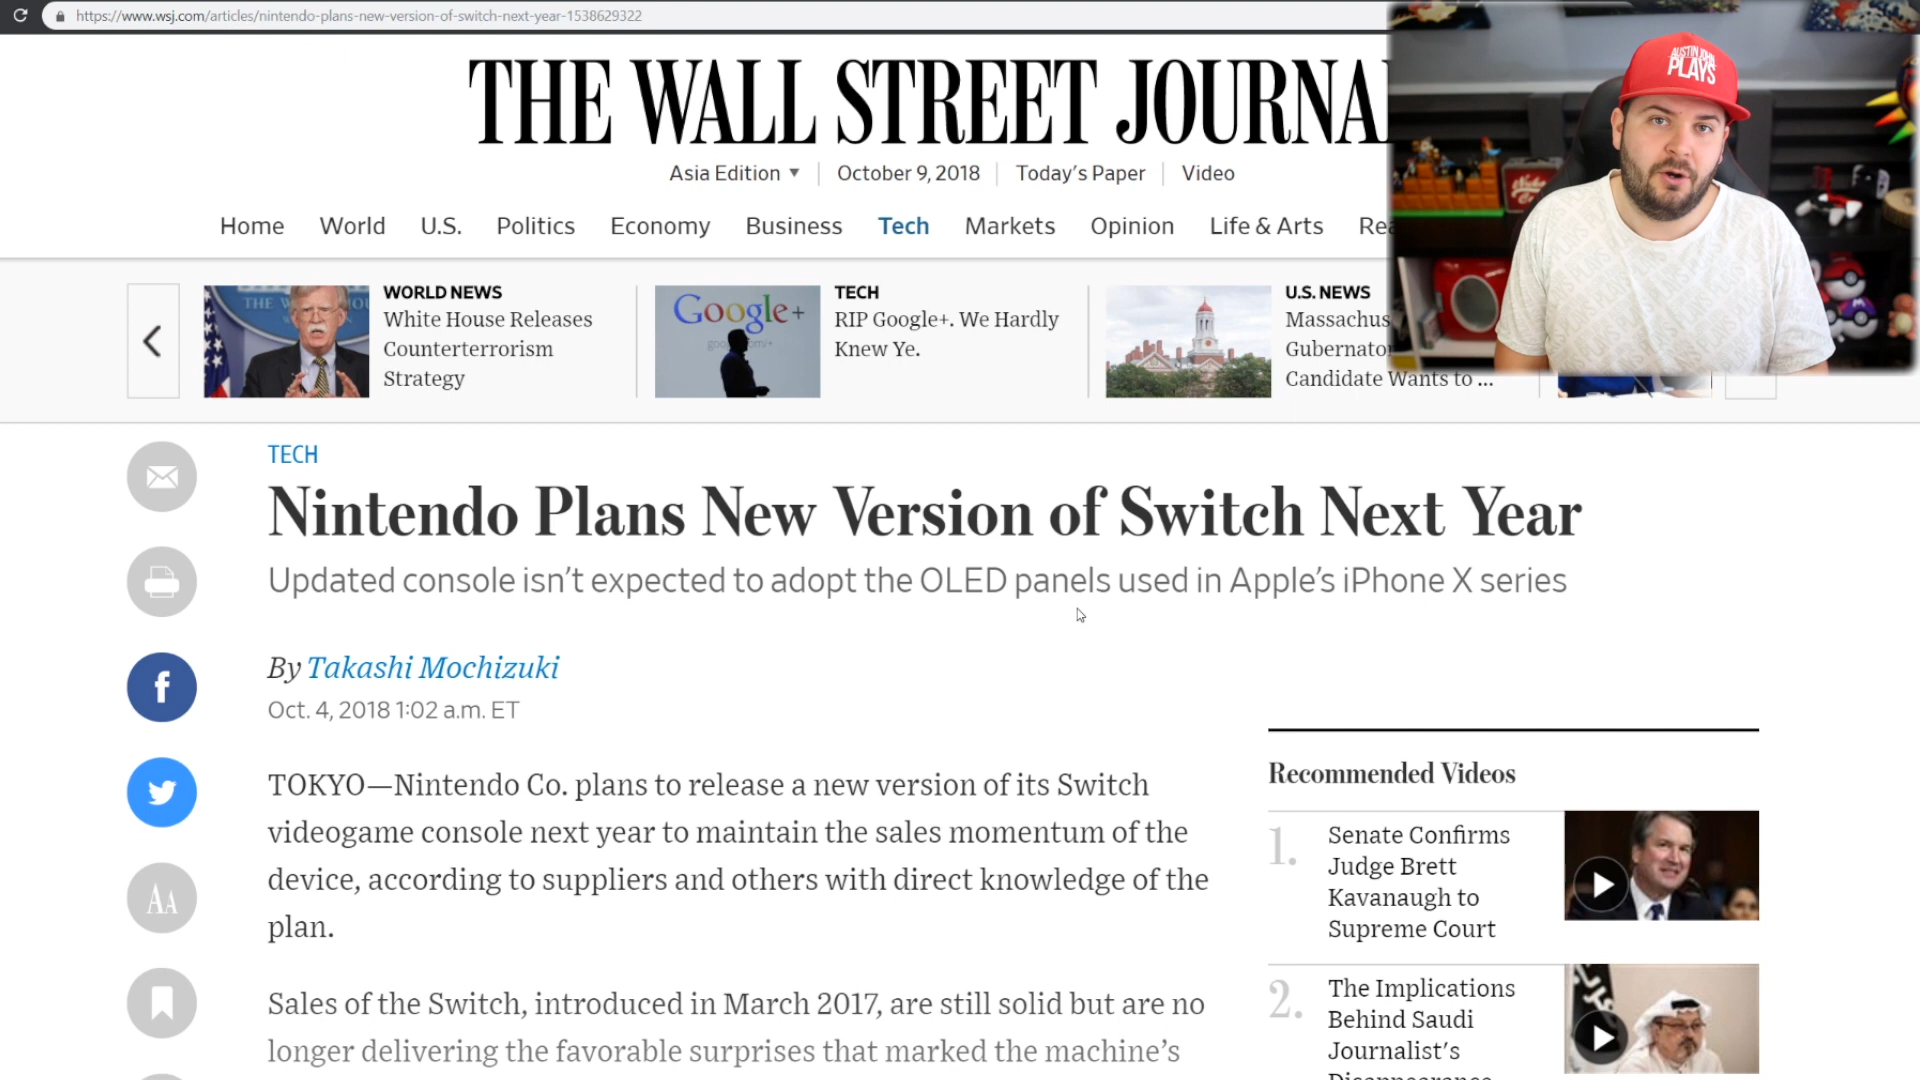 https://www.wsj.com/articles/nintendo-plans-new-version-of-switch-next-year-1538629322
THE WALL STREET JOURNA
AUSTIN JOHN
PLAYS
Asia Edition ▼ | October 9, 2018 | Today's Paper | Video
Home World U.S. Politics Economy Business Tech Markets Opinion Life & Arts Rea
WORLD NEWS
White House Releases
Counterterrorism
Strategy
THE W
Google+
TECH
RIP Google+. We Hardly
Knew Ye.
U.S. NEWS
Massachus
Gubernator
Candidate Wants to ...
TECH
Nintendo Plans New Version of Switch Next Year
Updated console isn't expected to adopt the OLED panels used in Apple's iPhone X series
By Takashi Mochizuki
Oct. 4, 2018 1:02 a.m. ET
f
AA
TOKYO—Nintendo Co. plans to release a new version of its Switch
videogame console next year to maintain the sales momentum of the
device, according to suppliers and others with direct knowledge of the
plan.
Sales of the Switch, introduced in March 2017, are still solid but are no
longer delivering the favorable surprises that marked the machine's
Recommended Videos
1. Senate Confirms
Judge Brett
Kavanaugh to
Supreme Court
2. The Implications
Behind Saudi
Journalist's